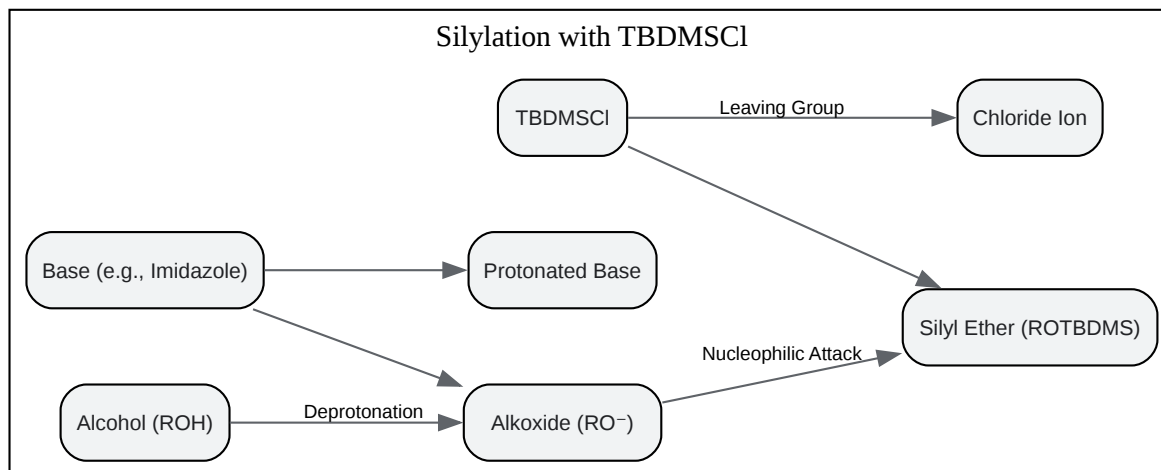 Silylation with TBDMSCl
TBDMSCl
Leaving Group
Chloride Ion
Base (e.g., Imidazole)
Protonated Base
Silyl Ether (ROTBDMS)
Nucleophilic Attack
Alcohol (ROH)
Deprotonation
Alkoxide (RO⁻)